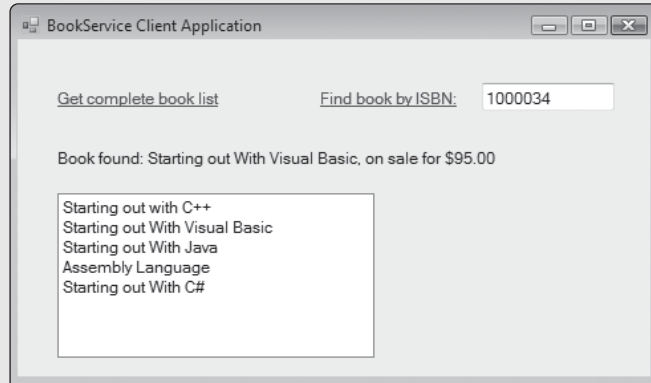 BookService Client Application
Get complete book list
Find book by ISBN: 1000034
Book found: Starting out With Visual Basic, on sale for $95.00
Starting out with C++
Starting out With Visual Basic
Starting out With Java
Assembly Language
Starting out With C#